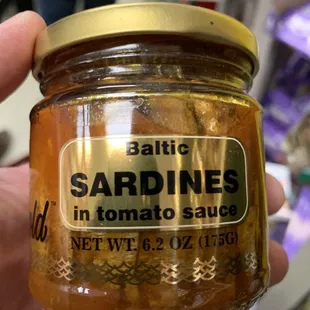 Baltic
SARDINES
in tomato sauce
NET WT. 6.2 OZ (175G)